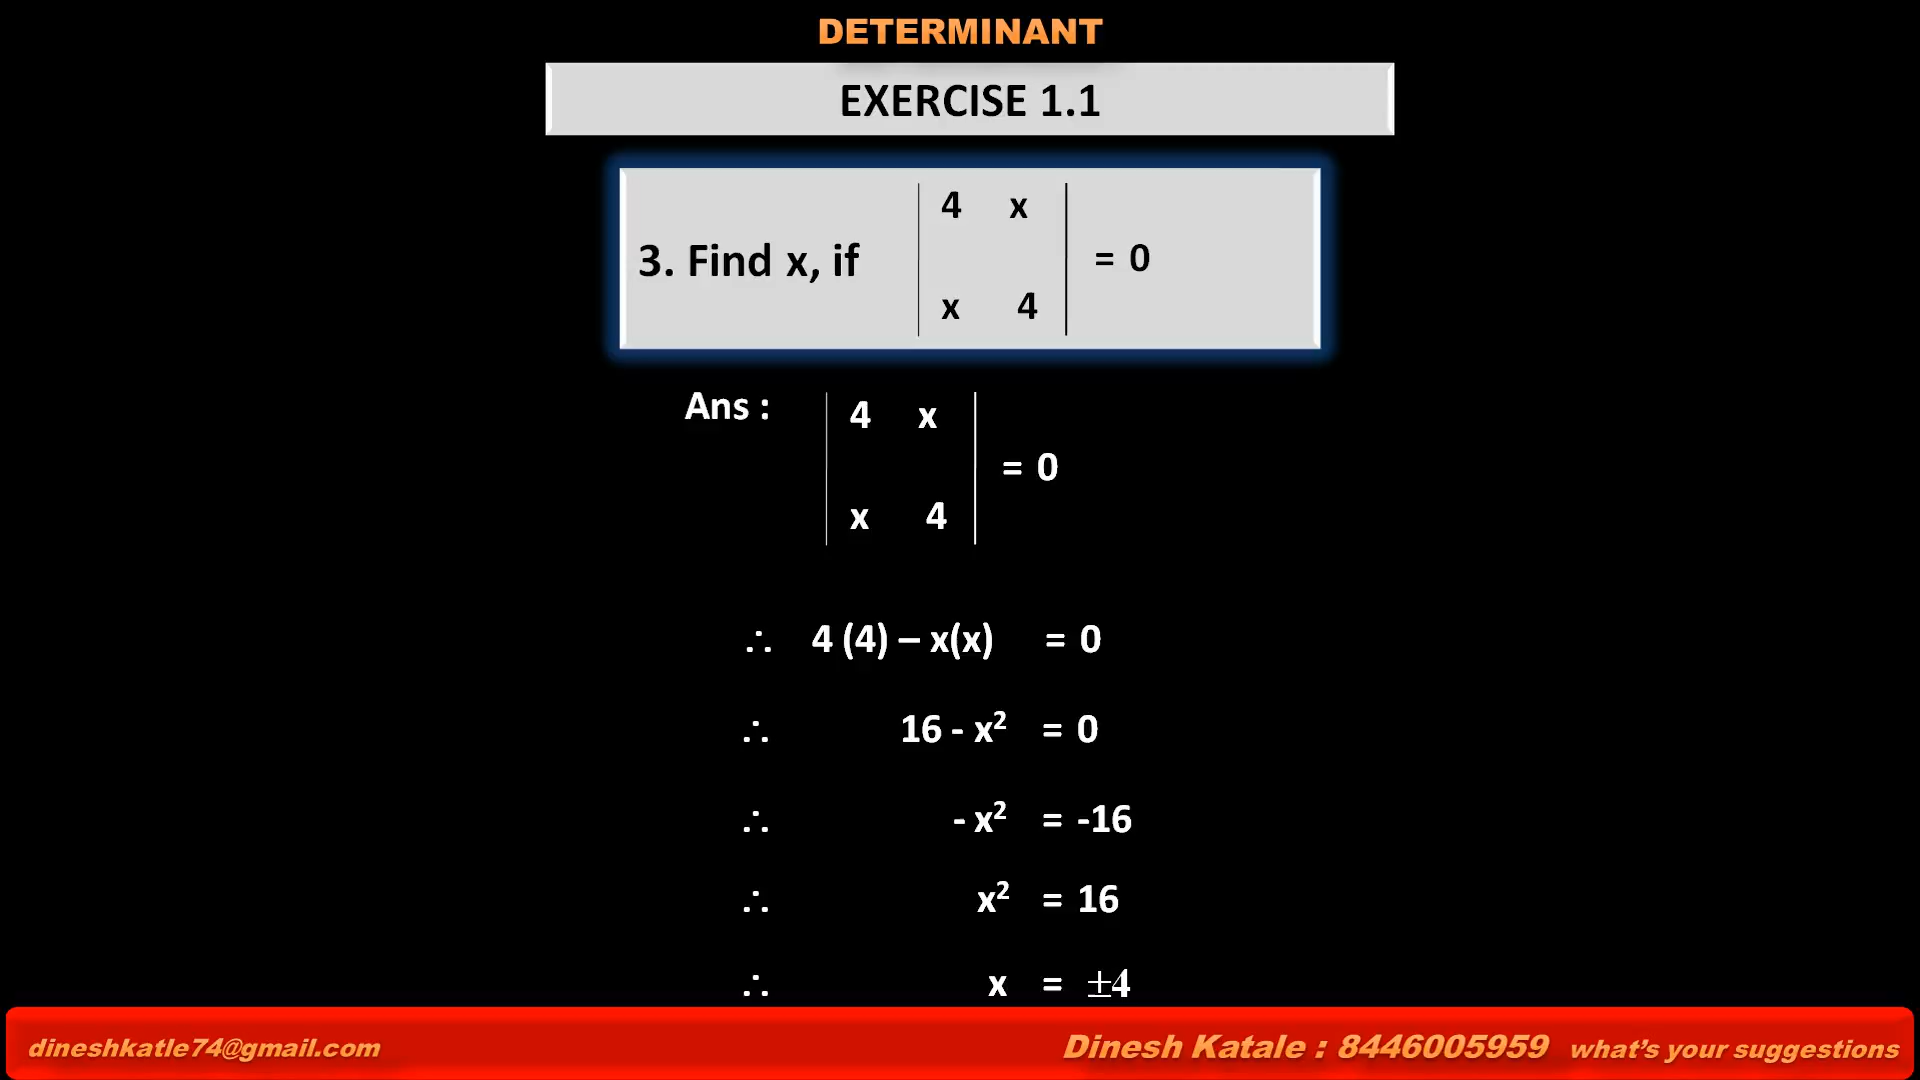 DETERMINANT
EXERCISE 1.1
4 x
3. Find x, if = 0
x 4
Ans :
4 x
= 0
x 4
∴ 4 (4) – x(x) = 0
∴ 16 - x² = 0
∴ - x² = -16
∴ x² = 16
∴ x = ±4
dineshkatle74@gmail.com Dinesh Katale : 8446005959 what's your suggestions